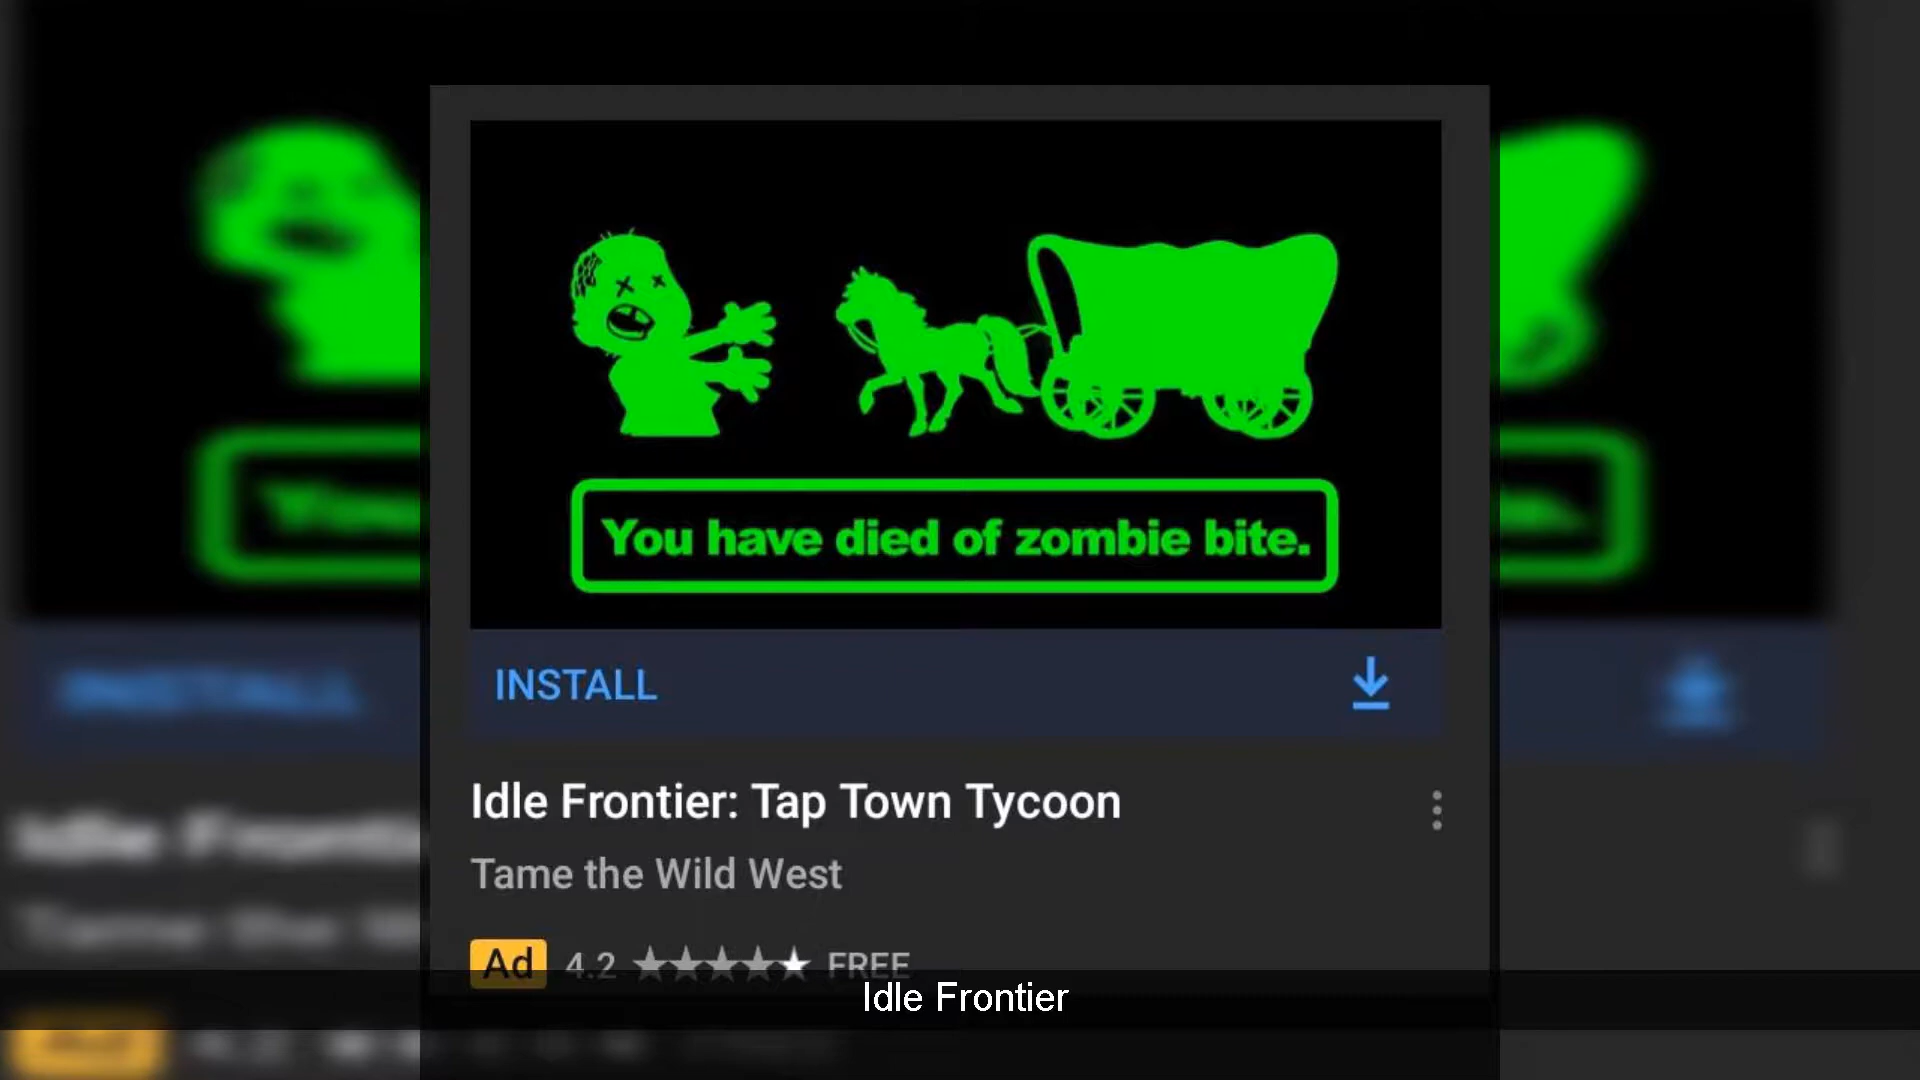 You have died of zombie bite.
INSTALL
Idle Frontier: Tap Town Tycoon
Tame the Wild West
Ad 4.2 ★★★★★ FREE
Idle Frontier